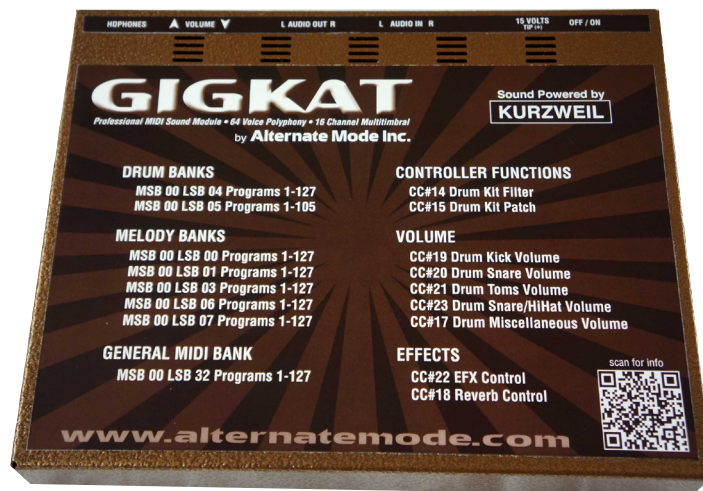 HDPHONES VOLUME L AUDIO OUT R L AUDIO IN R 15 VOLTS OFF / ON
TIP (+)
GIGKAT
Professional MIDI Sound Module • 64 Voice Polyphony • 16 Channel Multitimbral
by Alternate Mode Inc.
Sound Powered by
KURZWEIL
DRUM BANKS
MSB 00 LSB 04 Programs 1-127
MSB 00 LSB 05 Programs 1-105
MELODY BANKS
MSB 00 LSB 00 Programs 1-127
MSB 00 LSB 01 Programs 1-127
MSB 00 LSB 03 Programs 1-127
MSB 00 LSB 06 Programs 1-127
MSB 00 LSB 07 Programs 1-127
GENERAL MIDI BANK
MSB 00 LSB 32 Programs 1-127
CONTROLLER FUNCTIONS
CC#14 Drum Kit Filter
CC#15 Drum Kit Patch
VOLUME
CC#19 Drum Kick Volume
CC#20 Drum Snare Volume
CC#21 Drum Toms Volume
CC#23 Drum Snare/HiHat Volume
CC#17 Drum Miscellaneous Volume
EFFECTS
CC#22 EFX Control
CC#18 Reverb Control
scan for info
www.alternatemode.com